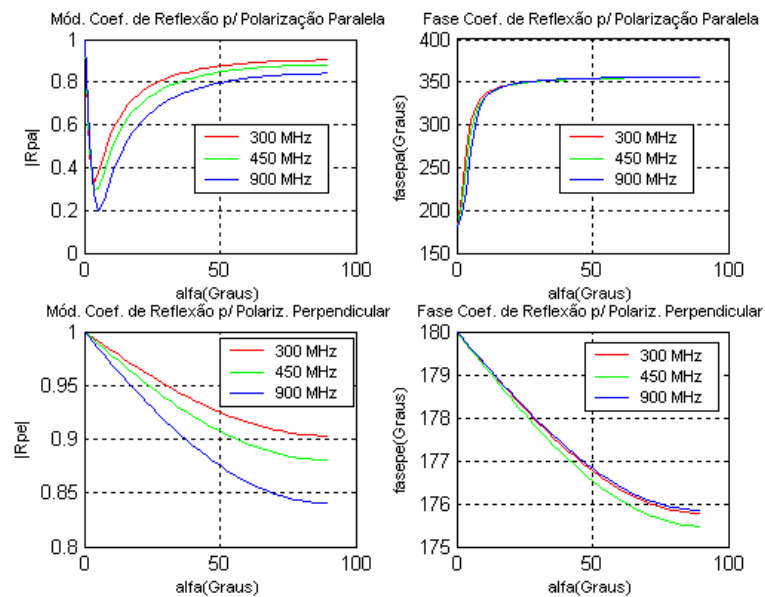 Mód. Coef. de Reflexão p/ Polarização Paralela
1
0.8
0.6
0.4
0.2
0
|Rpa|
300 MHz
450 MHz
900 MHz
0
50
100
alfa(Graus)
Fase Coef. de Reflexão p/ Polarização Paralela
400
350
300
250
200
150
fasepa(Graus)
300 MHz
450 MHz
900 MHz
0
50
100
alfa(Graus)
Mód. Coef. de Reflexão p/ Polariz. Perpendicular
1
0.95
0.9
0.85
0.8
|Rpe|
300 MHz
450 MHz
900 MHz
0
50
100
alfa(Graus)
Fase Coef. de Reflexão p/ Polariz. Perpendicular
180
179
178
177
176
175
fasepe(Graus)
300 MHz
450 MHz
900 MHz
0
50
100
alfa(Graus)